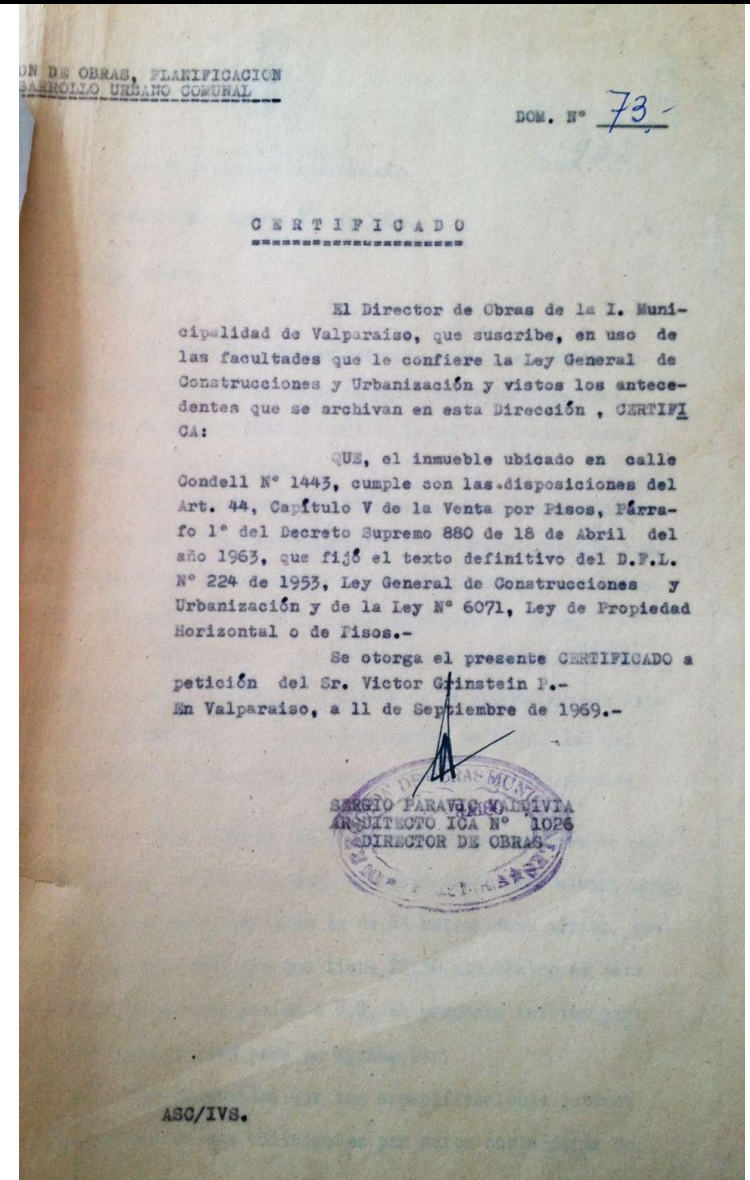 ON DE OBRAS, PLANIFICACION
SARROLLO URBANO COMUNAL
DOM. N° 73.-
CERTIFICADO
El Director de Obras de la I. Muni-
cipalidad de Valparaiso, que suscribe, en uso de
las facultades que le confiere la Ley General de
Construcciones y Urbanización y vistos los antece-
dentes que se archivan en esta Dirección , CERTIFI
CA:
QUE, el inmueble ubicado en calle
Condell N° 1443, cumple con las disposiciones del
Art. 44, Capítulo V de la Venta por Pisos, Párra-
fo 1° del Decreto Supremo 880 de 18 de Abril del
año 1963, que fijó el texto definitivo del D.F.L.
N° 224 de 1953, Ley General de Construcciones y
Urbanización y de la Ley N° 6071, Ley de Propiedad
Horizontal o de Pisos.-
Se otorga el presente CERTIFICADO a
petición del Sr. Victor Grinstein P.-
En Valparaiso, a 11 de Septiembre de 1969.-
SERGIO PARAVIC VALDIVIA
ARQUITECTO ICA N° 1026
DIRECTOR DE OBRAS
ASC/IVS.